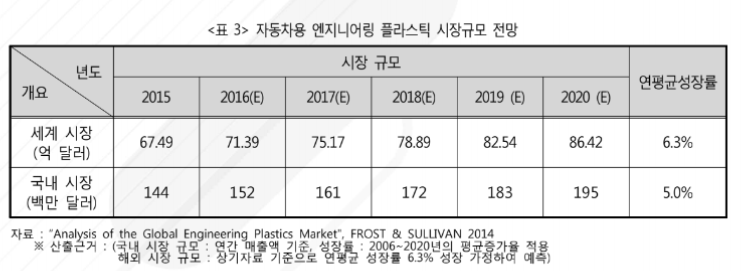 <표 3> 자동차용 엔지니어링 플라스틱 시장규모 전망
년도 시장 규모 연평균성장률
개요 2015 2016(E) 2017(E) 2018(E) 2019 (E) 2020 (E)
세계 시장
(억 달러) 67.49 71.39 75.17 78.89 82.54 86.42 6.3%
국내 시장
(백만 달러) 144 152 161 172 183 195 5.0%
자료 : "Analysis of the Global Engineering Plastics Market", FROST & SULLIVAN 2014
※ 산출근거 : (국내 시장 규모 : 연간 매출액 기준, 성장률 : 2006~2020년의 평균증가율 적용
해외 시장 규모 : 상기자료 기준으로 연평균 성장률 6.3% 성장 가정하여 예측)